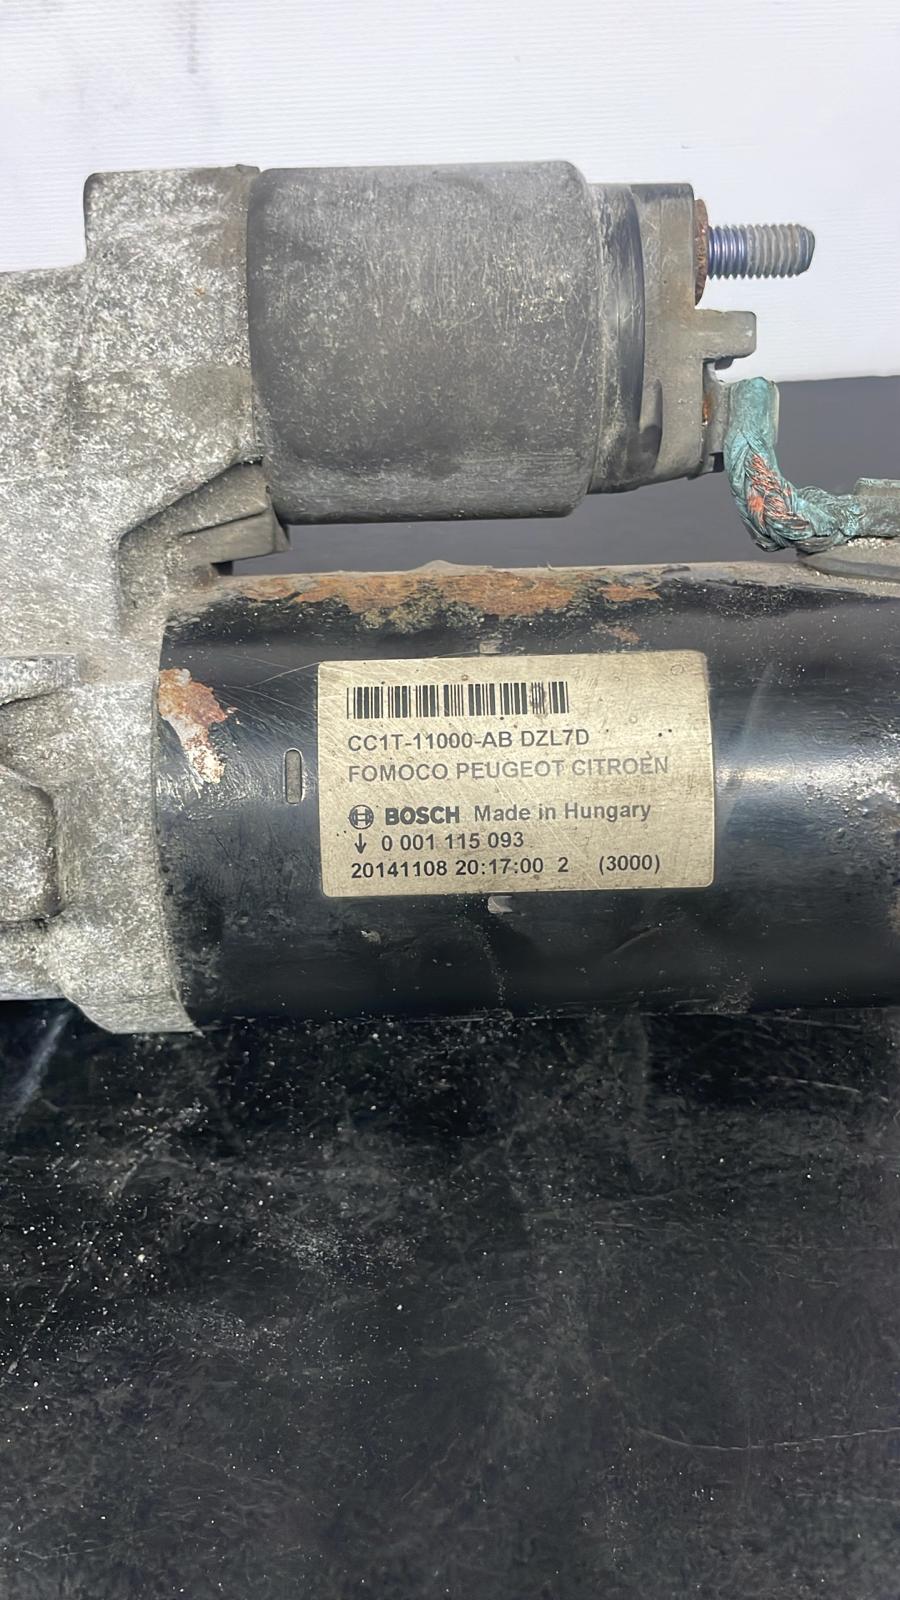 CC1T-11000-AB DZL7D
FOMOCO PEUGEOT CITROËN
BOSCH Made in Hungary
↓ 0 001 115 093
20141108 20:17:00 2 (3000)